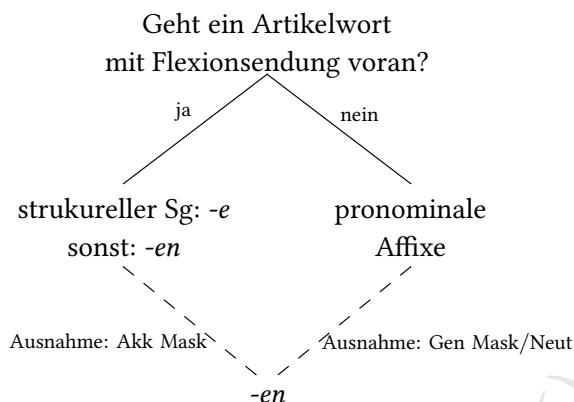 Geht ein Artikelwort
mit Flexionsendung voran?
ja
nein
strukureller Sg: -e
sonst: -en
pronominale
Affixe
Ausnahme: Akk Mask
Ausnahme: Gen Mask/Neut
-en